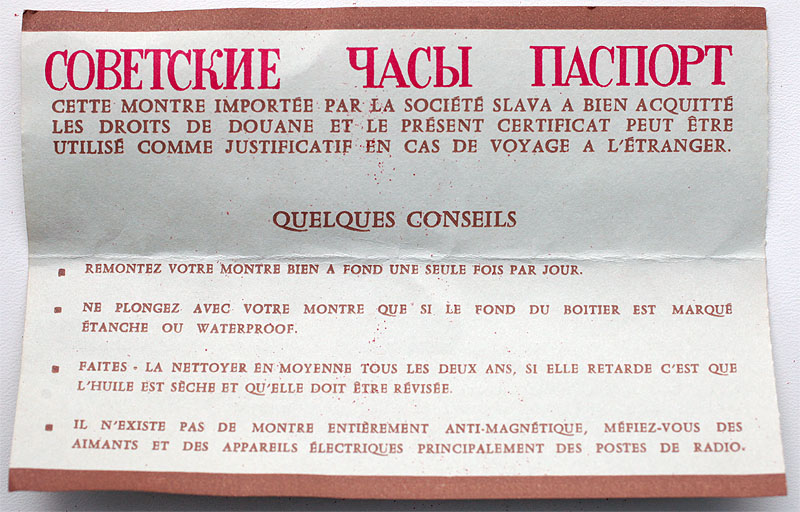 СОВЕТСКИЕ ЧАСЫ ПАСПОРТ
CETTE MONTRE IMPORTÉE PAR LA SOCIÉTÉ SLAVA A BIEN ACQUITTÉ
LES DROITS DE DOUANE ET LE PRÉSENT CERTIFICAT PEUT ÊTRE
UTILISÉ COMME JUSTIFICATIF EN CAS DE VOYAGE A L'ÉTRANGER.
QUELQUES CONSEILS
▪ REMONTEZ VOTRE MONTRE BIEN A FOND UNE SEULE FOIS PAR JOUR.
▪ NE PLONGEZ AVEC VOTRE MONTRE QUE SI LE FOND DU BOITIER EST MARQUÉ
ÉTANCHE OU WATERPROOF.
▪ FAITES - LA NETTOYER EN MOYENNE TOUS LES DEUX ANS, SI ELLE RETARDE C'EST QUE
L'HUILE EST SÈCHE ET QU'ELLE DOIT ÊTRE RÉVISÉE.
▪ IL N'EXISTE PAS DE MONTRE ENTIÈREMENT ANTI-MAGNÉTIQUE, MÉFIEZ-VOUS DES
AIMANTS ET DES APPAREILS ÉLECTRIQUES PRINCIPALEMENT DES POSTES DE RADIO.